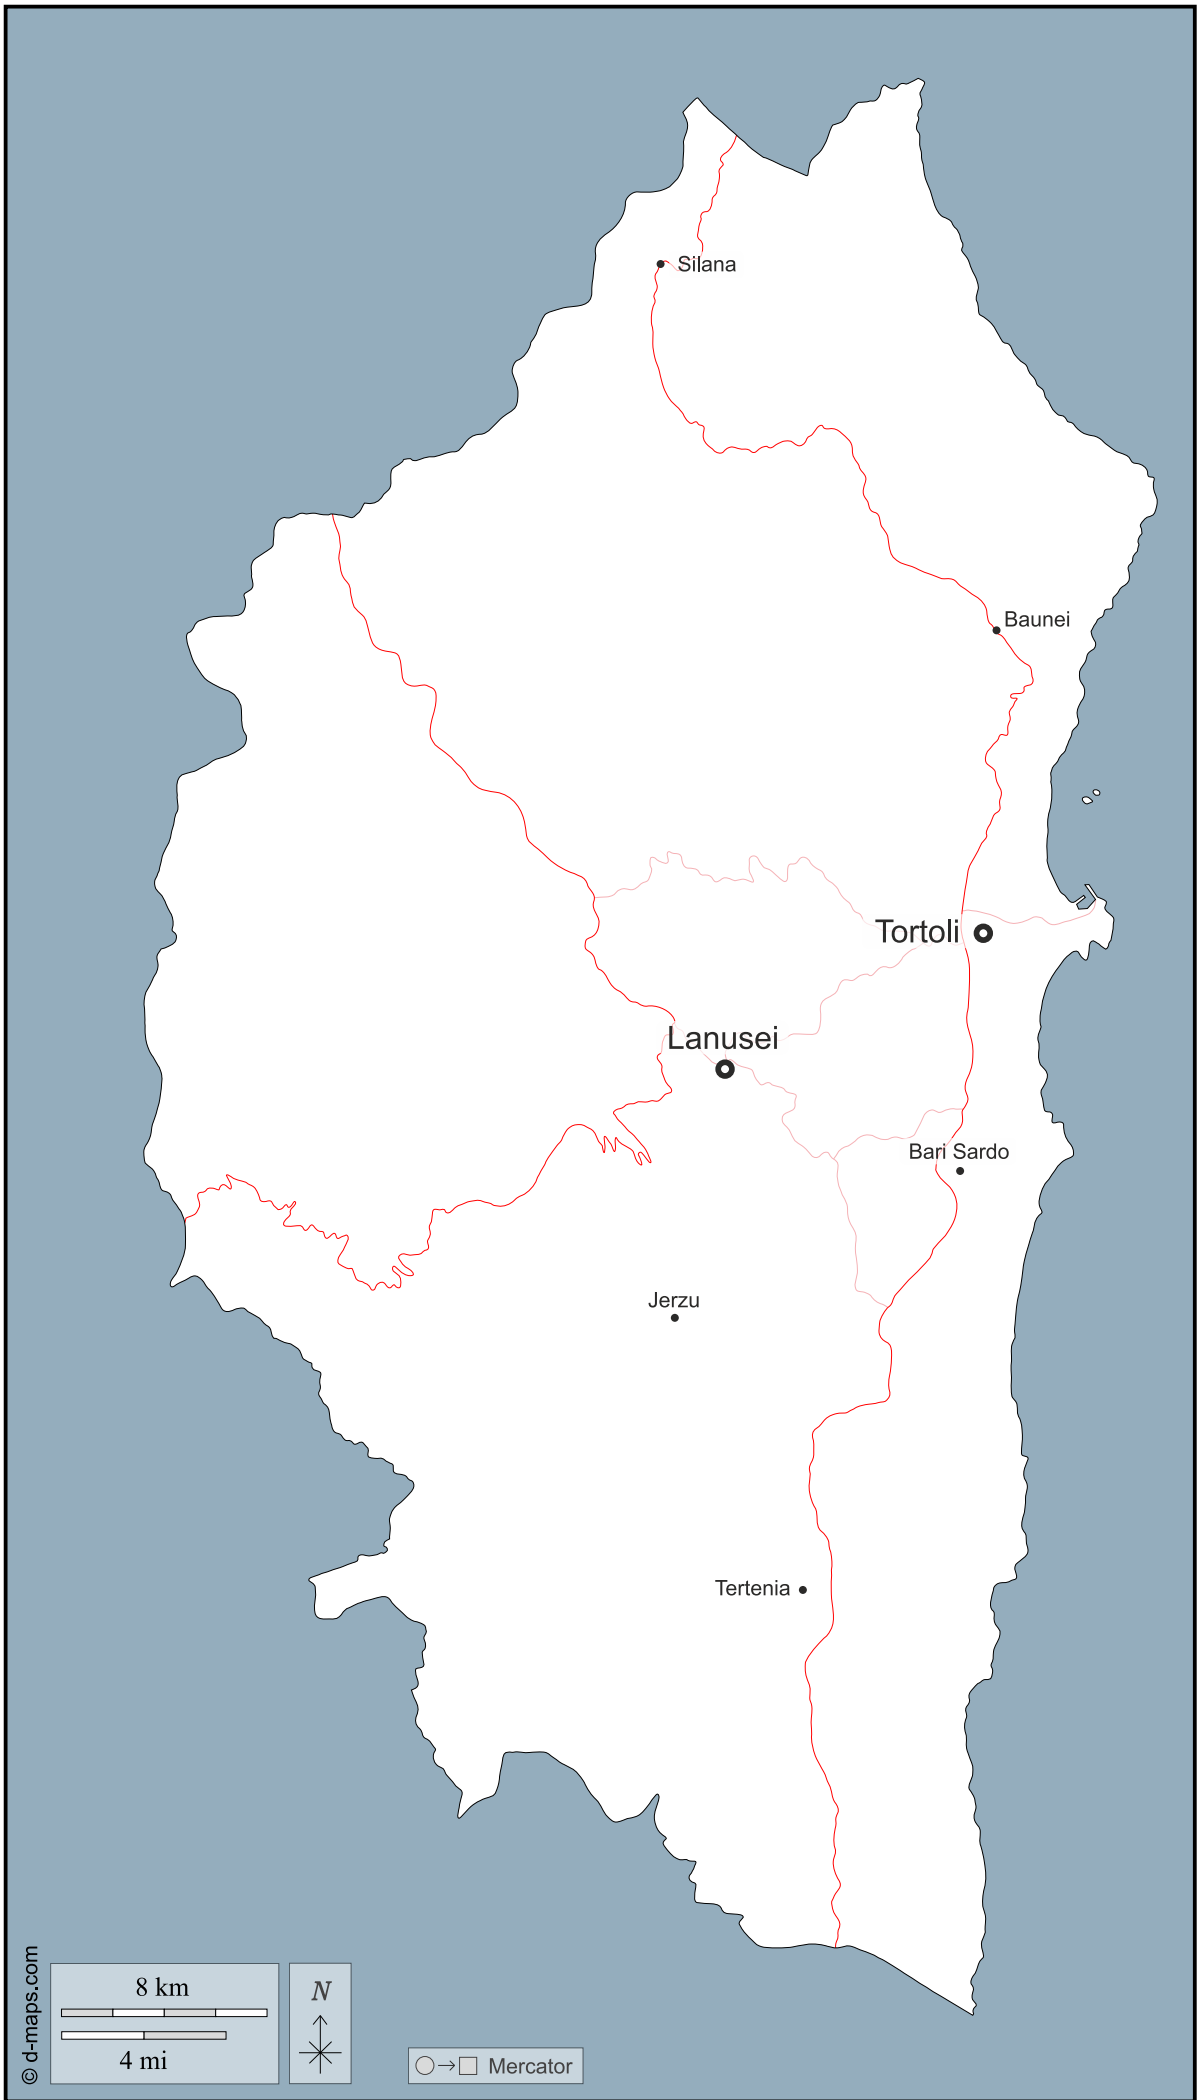 Silana
Baunei
Tortoli
Lanusei
Bari Sardo
Jerzu
Tertenia
© d-maps.com
8 km
4 mi
N
Mercator